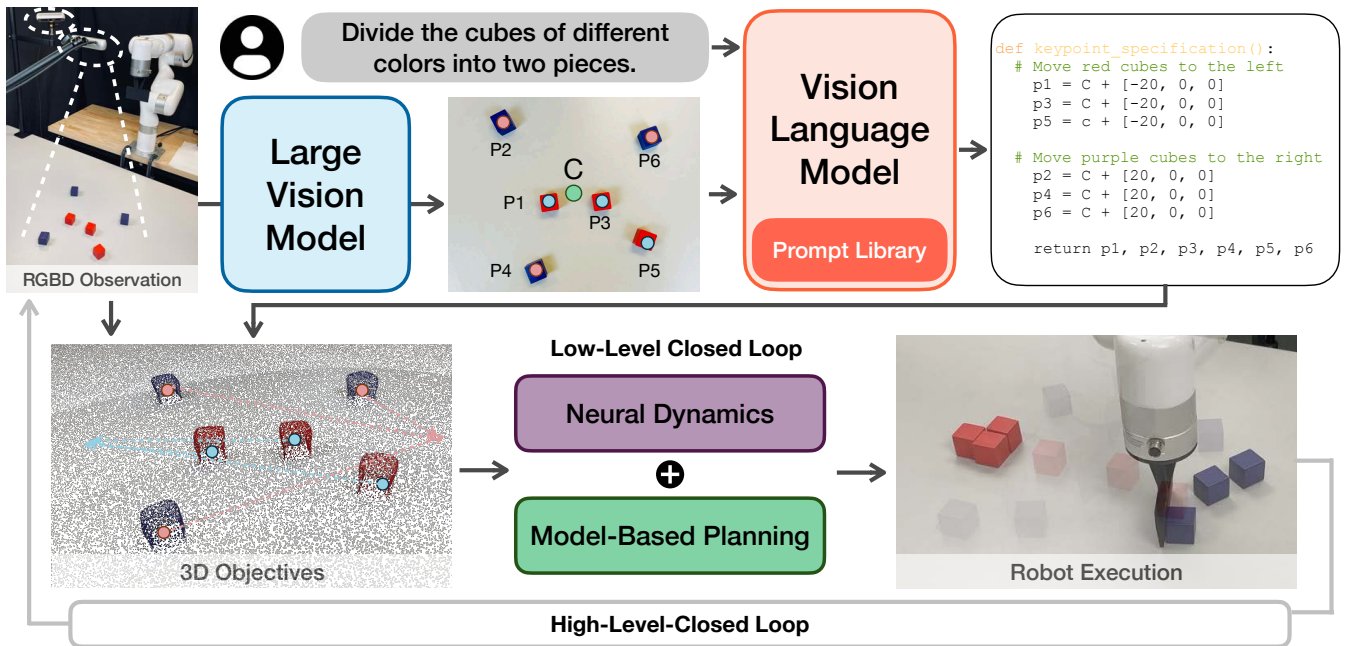 Divide the cubes of different
colors into two pieces.
RGBD Observation
Large
Vision
Model
P2
P6
C
P1
P3
P4
P5
Vision
Language
Model
Prompt Library
def keypoint_specification():
# Move red cubes to the left
p1 = C + [-20, 0, 0]
p3 = C + [-20, 0, 0]
p5 = c + [-20, 0, 0]
# Move purple cubes to the right
p2 = C + [20, 0, 0]
p4 = C + [20, 0, 0]
p6 = C + [20, 0, 0]
return p1, p2, p3, p4, p5, p6
3D Objectives
Low-Level Closed Loop
Neural Dynamics
+
Model-Based Planning
Robot Execution
High-Level-Closed Loop